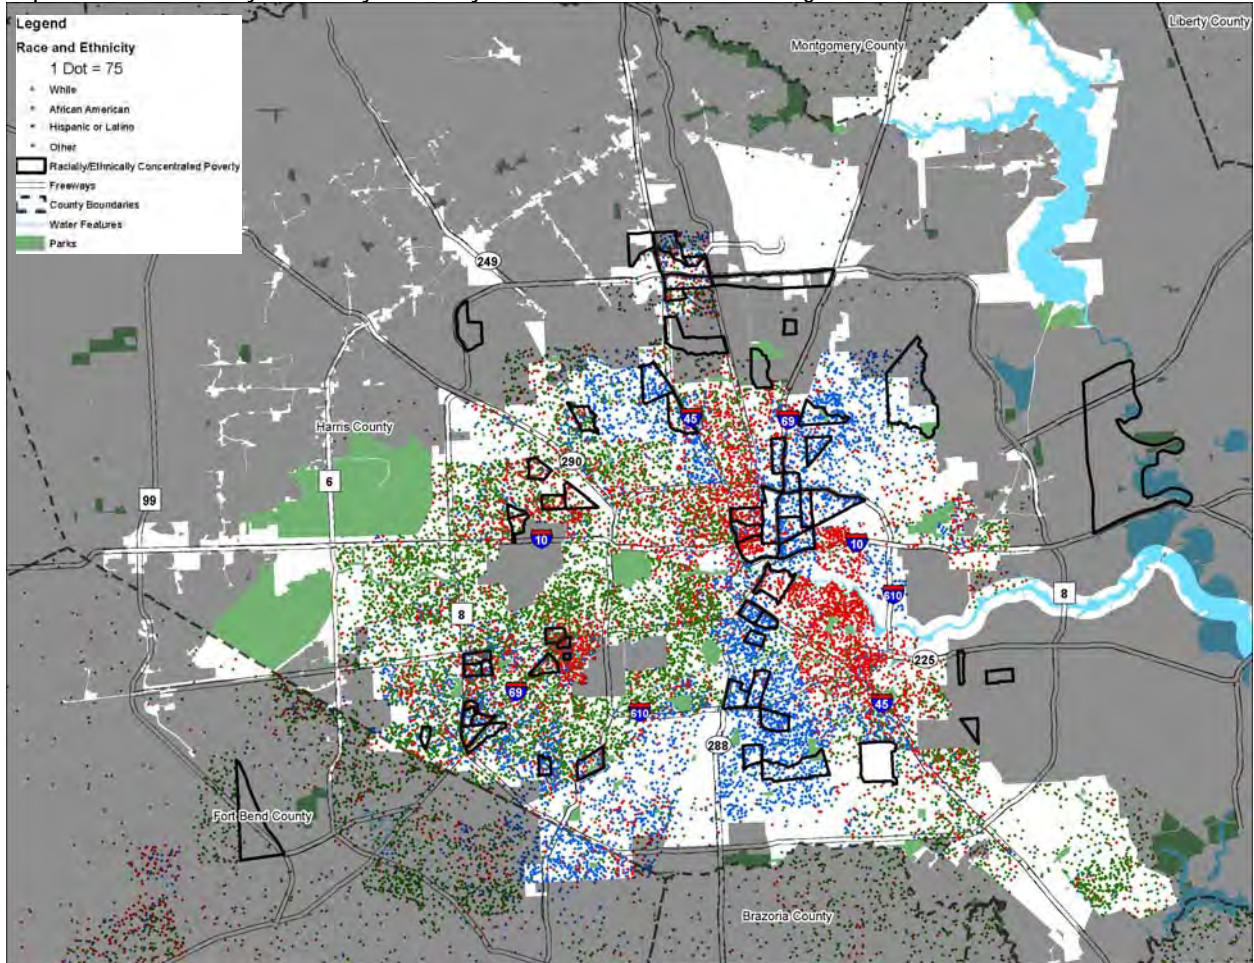 Legend
Race and Ethnicity
1 Dot = 75
White
African American
Hispanic or Latino
Other
Racially/Ethnically Concentrated Poverty
Freeways
County Boundaries
Water Features
Parks
Liberty County
Montgomery County
249
Harris County
45
69
290
6
99
10
10
8
610
8
225
69
610
45
288
Fort Bend County
Brazoria County